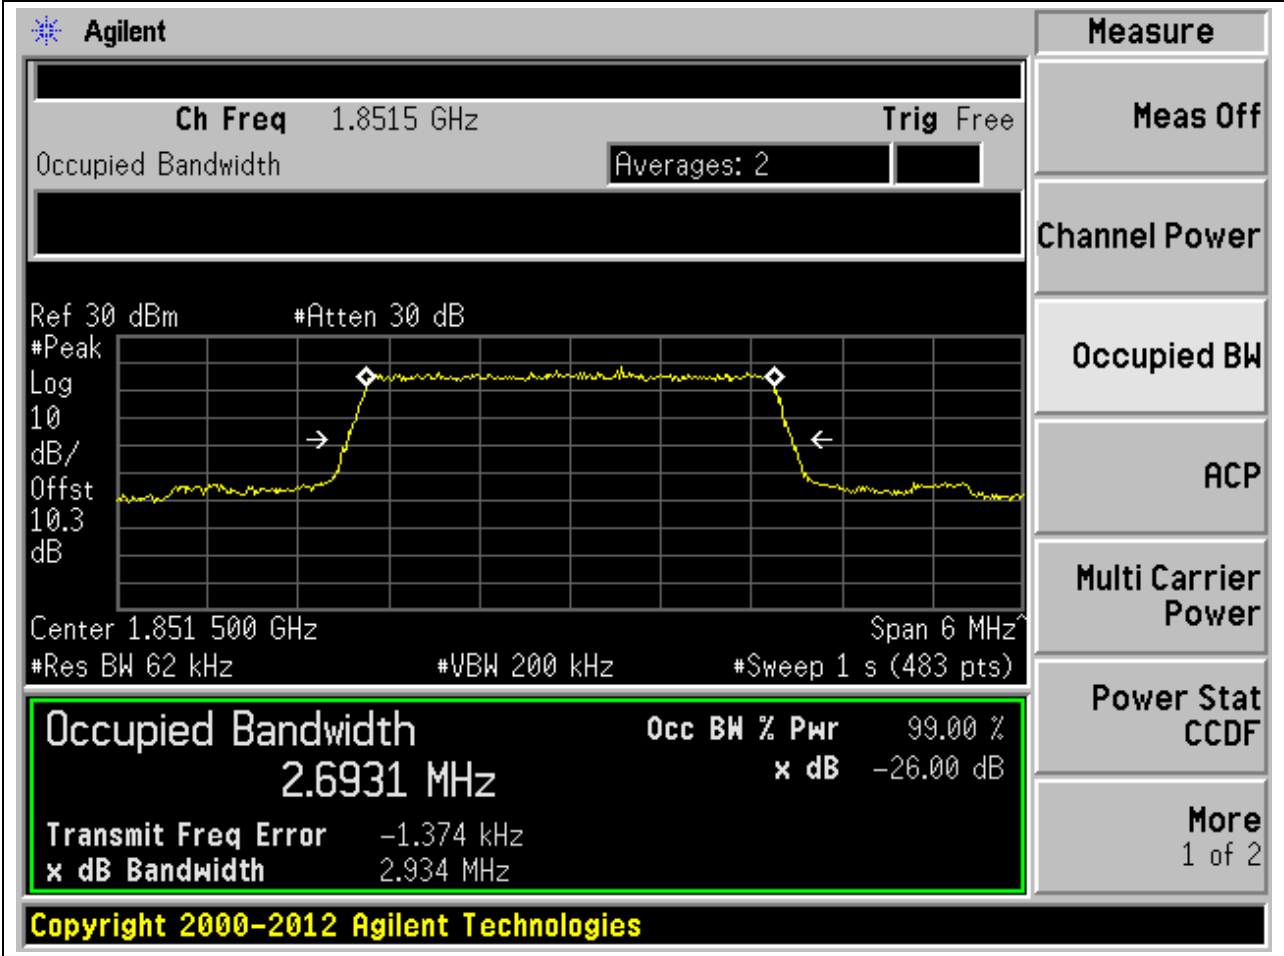 Agilent
Measure
Ch Freq 1.8515 GHz Trig Free
Occupied Bandwidth Averages: 2
Meas Off
Channel Power
Occupied BW
ACP
Multi Carrier
Power
Power Stat
CCDF
More
1 of 2
Ref 30 dBm #Atten 30 dB
#Peak
Log
10
dB/
Offst
10.3
dB
Center 1.851 500 GHz Span 6 MHz^
#Res BW 62 kHz #VBW 200 kHz #Sweep 1 s (483 pts)
Occupied Bandwidth Occ BW % Pwr 99.00 %
2.6931 MHz x dB -26.00 dB
Transmit Freq Error -1.374 kHz
x dB Bandwidth 2.934 MHz
Copyright 2000-2012 Agilent Technologies